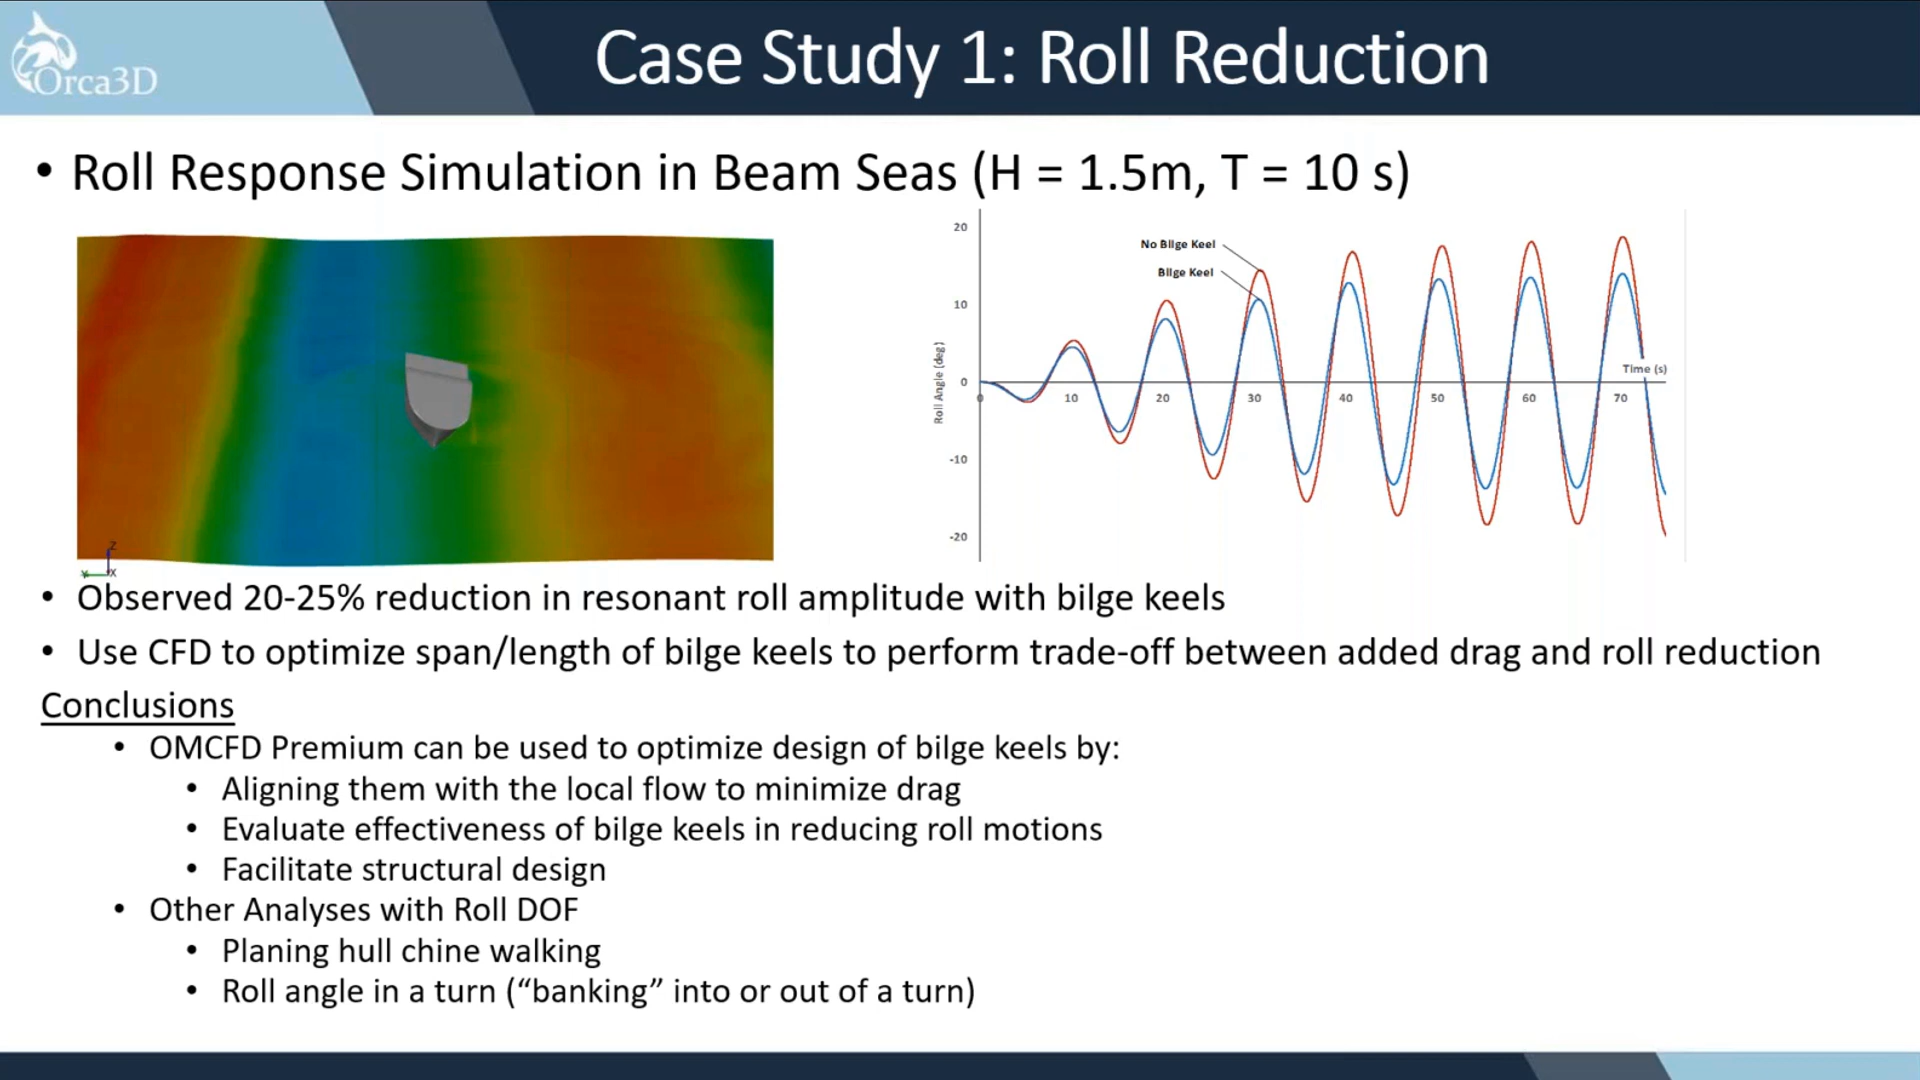 Orca3D
Case Study 1: Roll Reduction
• Roll Response Simulation in Beam Seas (H = 1.5m, T = 10 s)
Z
Y
X
20
10
0
-10
-20
Roll Angle (deg)
No Bilge Keel
Bilge Keel
Time (s)
0 10 20 30 40 50 60 70
• Observed 20-25% reduction in resonant roll amplitude with bilge keels
• Use CFD to optimize span/length of bilge keels to perform trade-off between added drag and roll reduction
Conclusions
• OMCFD Premium can be used to optimize design of bilge keels by:
• Aligning them with the local flow to minimize drag
• Evaluate effectiveness of bilge keels in reducing roll motions
• Facilitate structural design
• Other Analyses with Roll DOF
• Planing hull chine walking
• Roll angle in a turn (“banking” into or out of a turn)